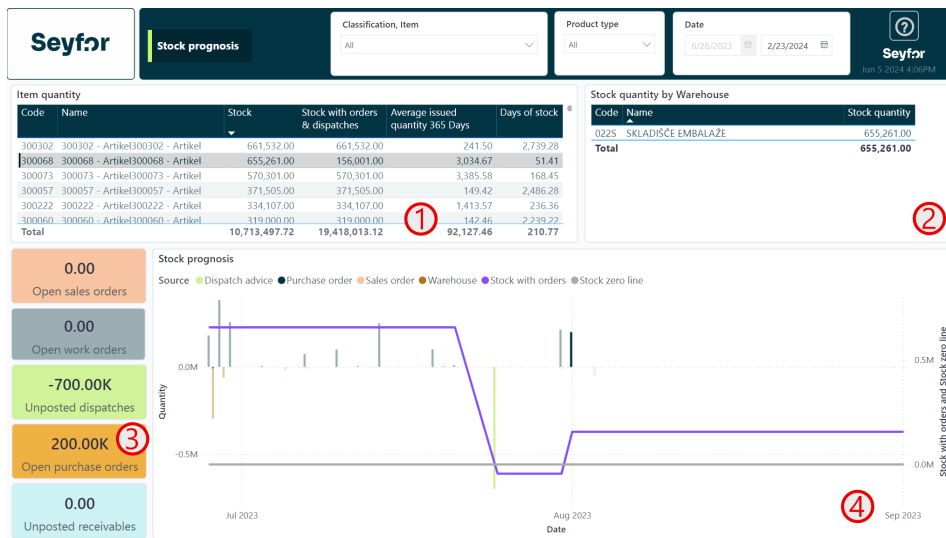 Seyfor
Stock prognosis
Classification, Item
All
Product type
All
Date
6/28/2023
2/23/2024
?
Seyfor
Jun 5 2024 4:06PM
Item quantity
Code Name Stock Stock with orders & dispatches Average issued quantity 365 Days Days of stock
300302 300302 - Artikel300302 - Artikel 661,532.00 661,532.00 241.50 2,739.28
300068 300068 - Artikel300068 - Artikel 655,261.00 156,001.00 3,034.67 51.41
300073 300073 - Artikel300073 - Artikel 570,301.00 570,301.00 3,385.58 168.45
300057 300057 - Artikel300057 - Artikel 371,505.00 371,505.00 149.42 2,486.28
300222 300222 - Artikel300222 - Artikel 334,107.00 334,107.00 1,413.57 236.36
300060 300060 - Artikel300060 - Artikel 319,000.00 319,000.00 142.46 2,239.22
Total 10,713,497.72 19,418,013.12 92,127.46 210.77
1
Stock quantity by Warehouse
Code Name Stock quantity
022S SKLADIŠČE EMBALAŽE 655,261.00
Total 655,261.00
2
0.00
Open sales orders
0.00
Open work orders
-700.00K
Unposted dispatches
200.00K
Open purchase orders
3
0.00
Unposted receivables
Stock prognosis
Source Dispatch advice Purchase order Sales order Warehouse Stock with orders Stock zero line
Quantity
0.0M
-0.5M
0.5M
0.0M
Stock with orders and Stock zero line
Jul 2023
Aug 2023
Sep 2023
Date
4